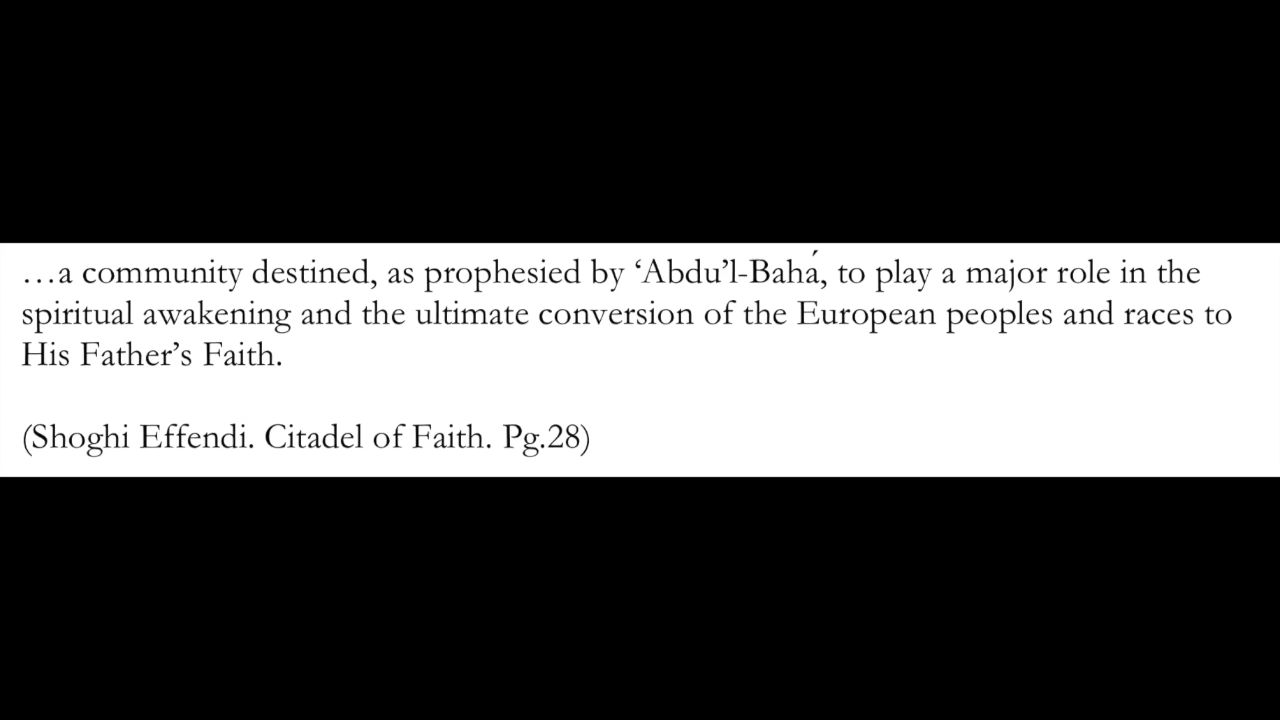 …a community destined, as prophesied by ‘Abdu’l-Bahá, to play a major role in the
spiritual awakening and the ultimate conversion of the European peoples and races to
His Father’s Faith.
(Shoghi Effendi. Citadel of Faith. Pg.28)